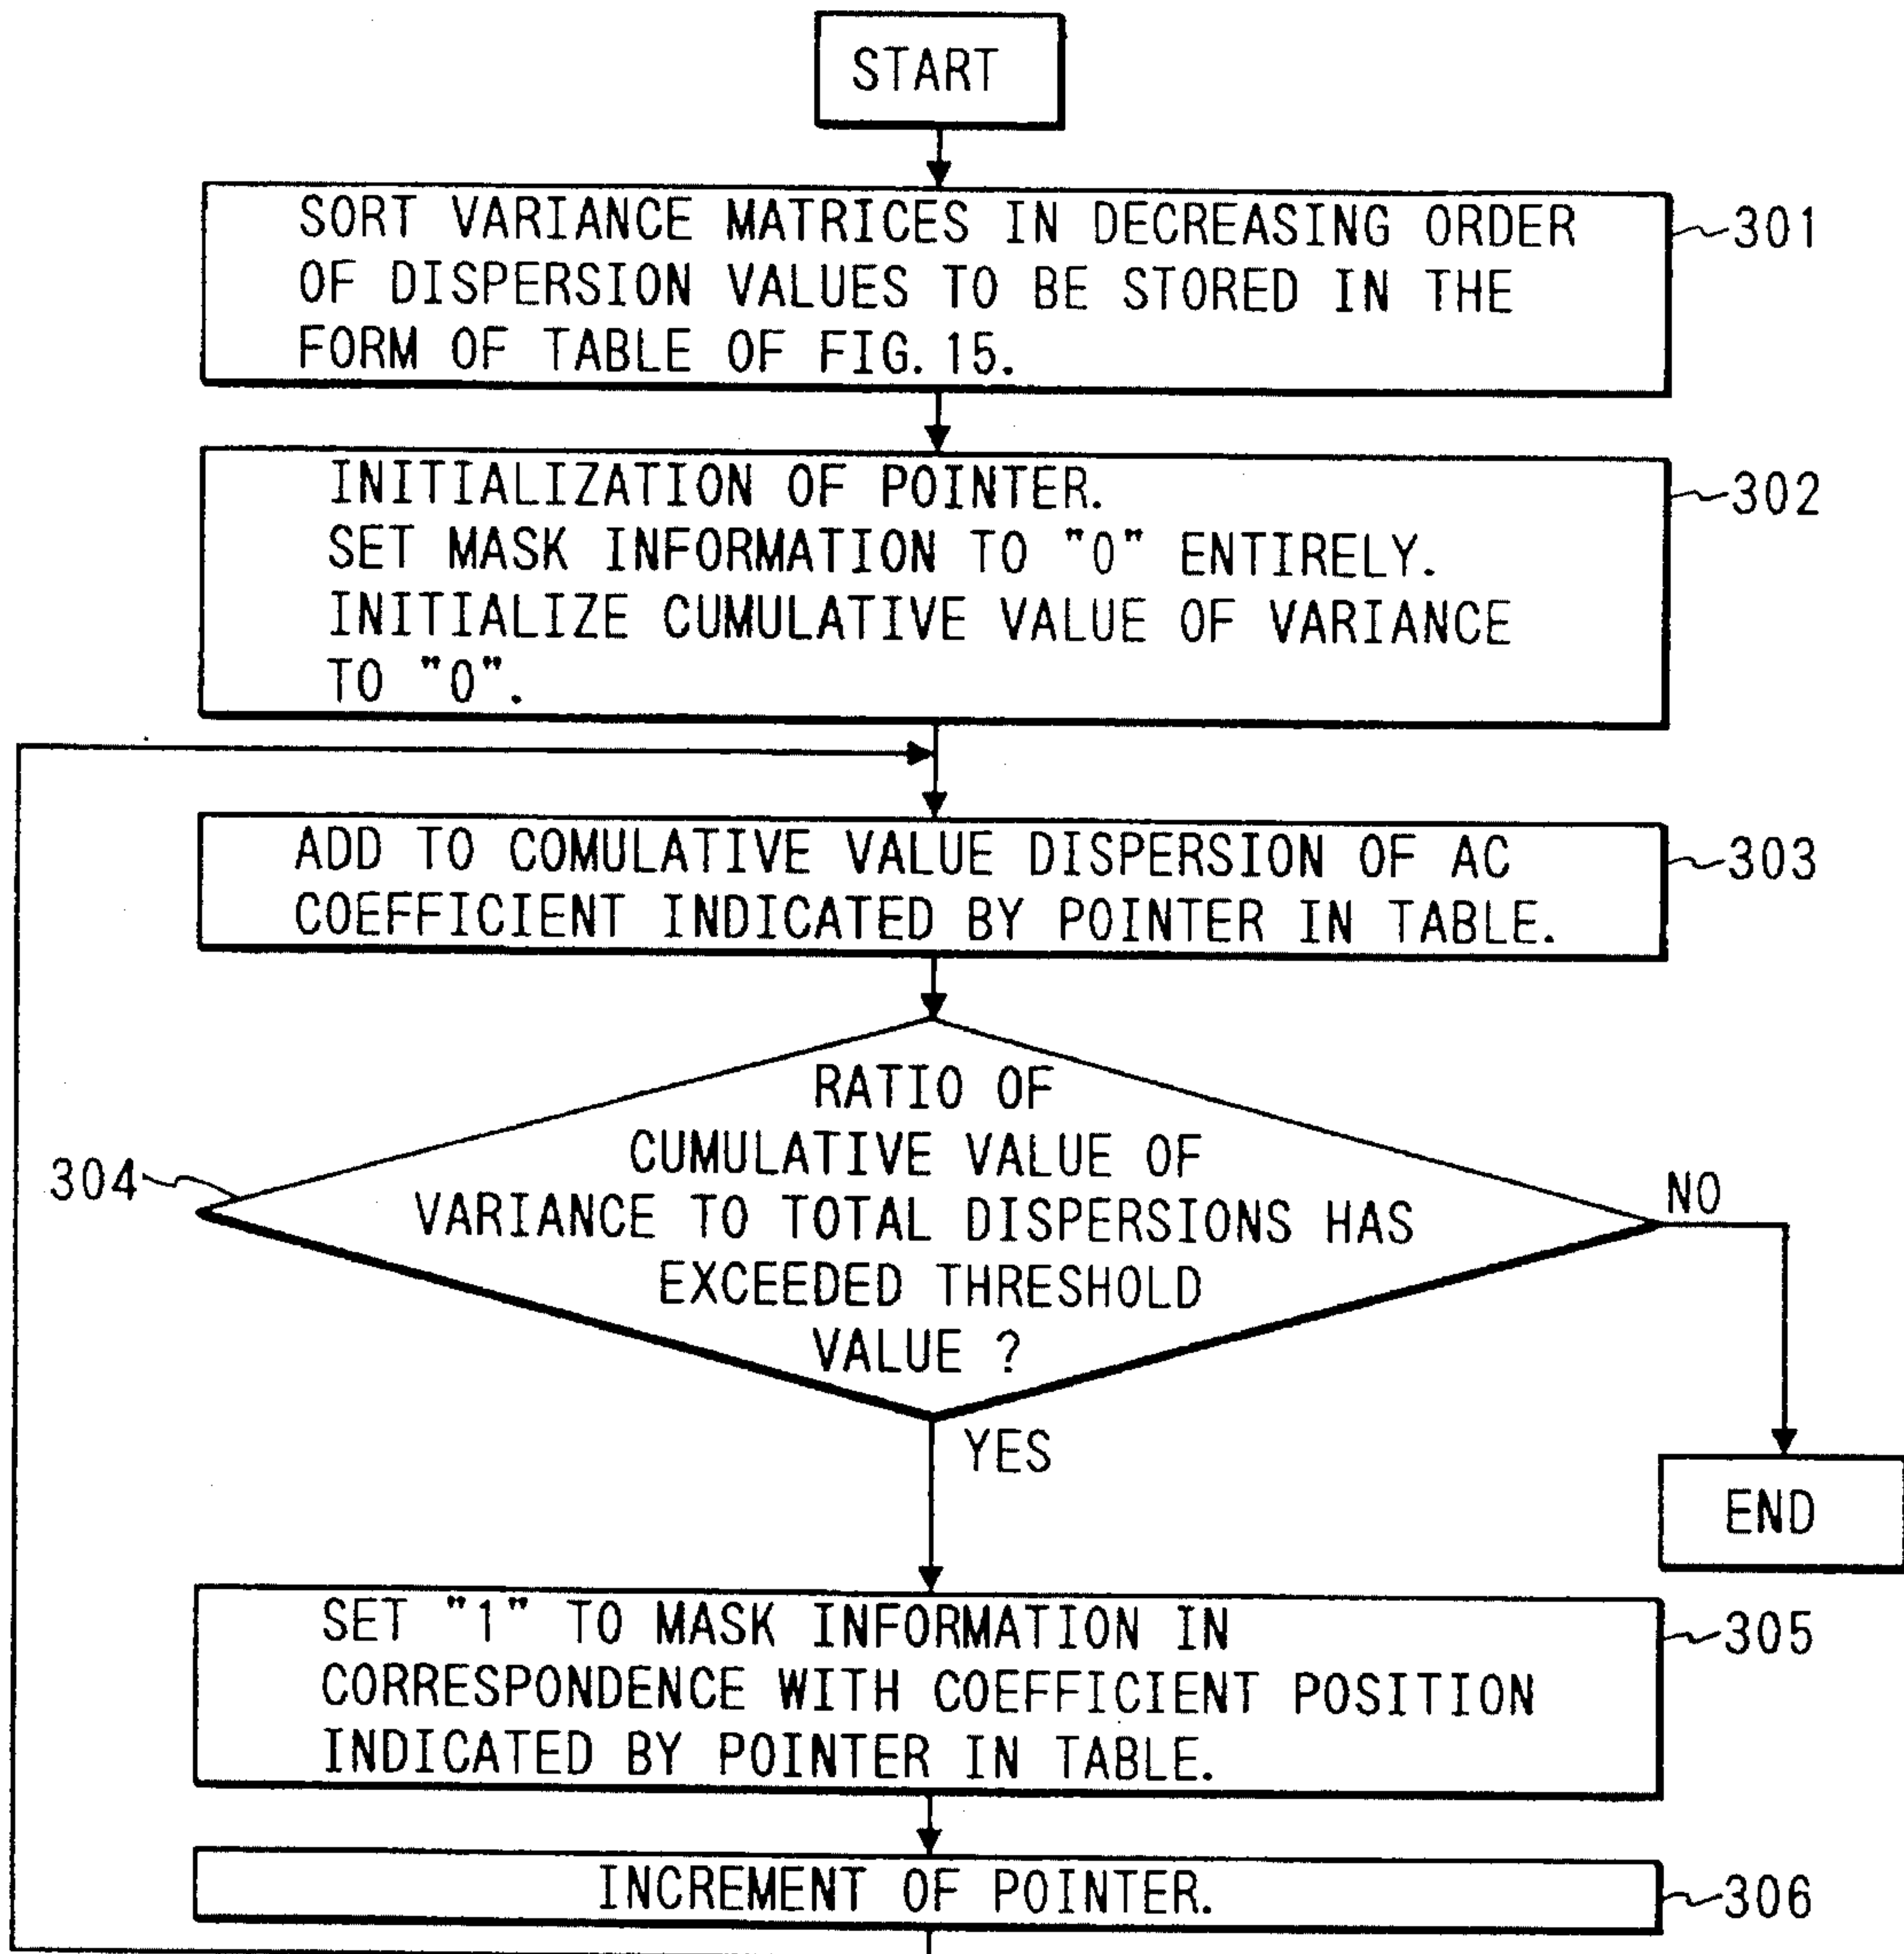 START
SORT VARIANCE MATRICES IN DECREASING ORDER
OF DISPERSION VALUES TO BE STORED IN THE
FORM OF TABLE OF FIG. 15.
301
INITIALIZATION OF POINTER.
SET MASK INFORMATION TO "0" ENTIRELY.
INITIALIZE CUMULATIVE VALUE OF VARIANCE
TO "0".
302
ADD TO COMULATIVE VALUE DISPERSION OF AC
COEFFICIENT INDICATED BY POINTER IN TABLE.
303
RATIO OF
CUMULATIVE VALUE OF
VARIANCE TO TOTAL DISPERSIONS HAS
EXCEEDED THRESHOLD
VALUE ?
304
NO
YES
END
SET "1" TO MASK INFORMATION IN
CORRESPONDENCE WITH COEFFICIENT POSITION
INDICATED BY POINTER IN TABLE.
305
INCREMENT OF POINTER.
306